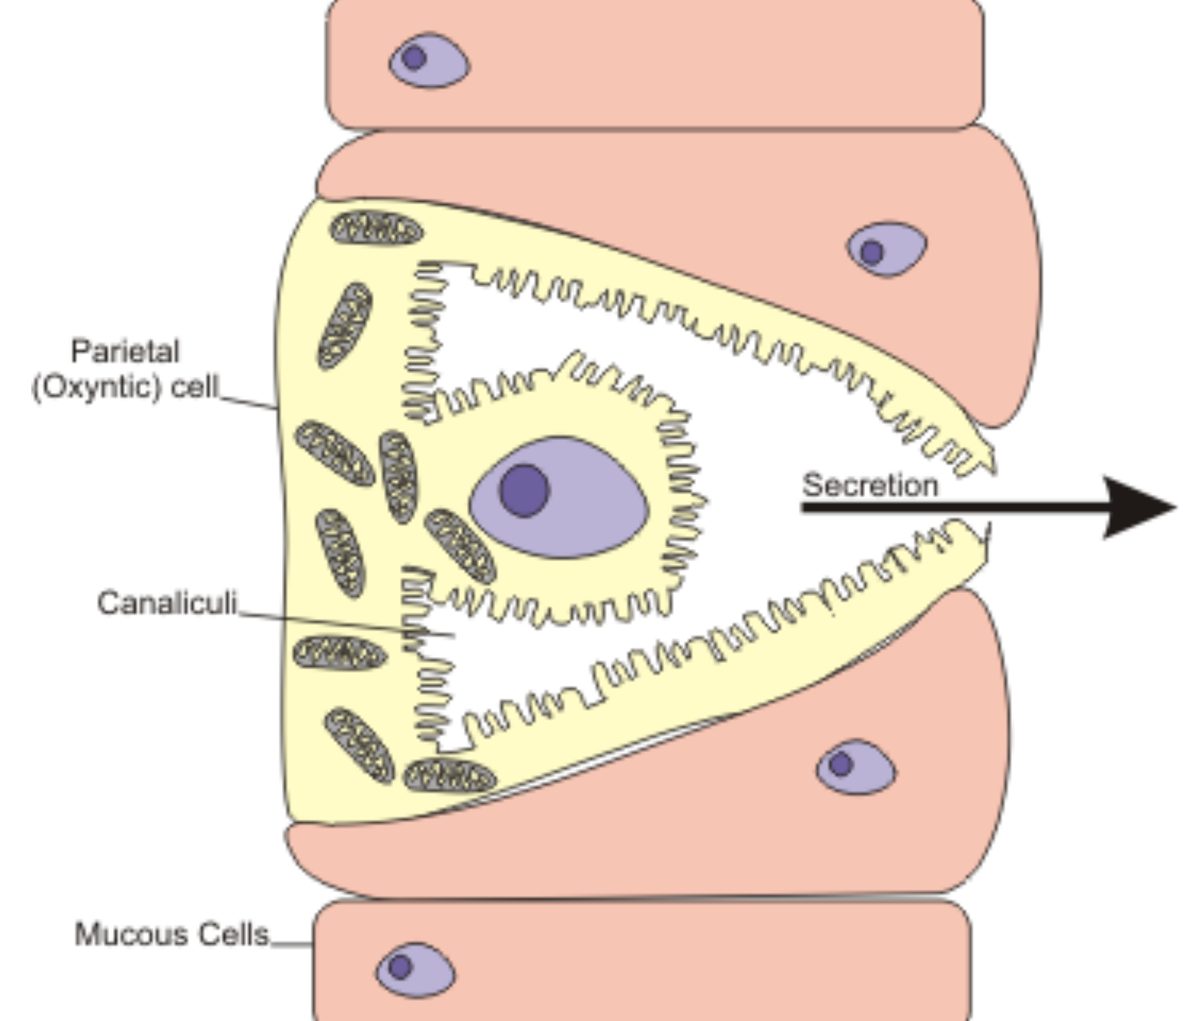 Parietal
(Oxyntic) cell
Secretion
Canaliculi
Mucous Cells